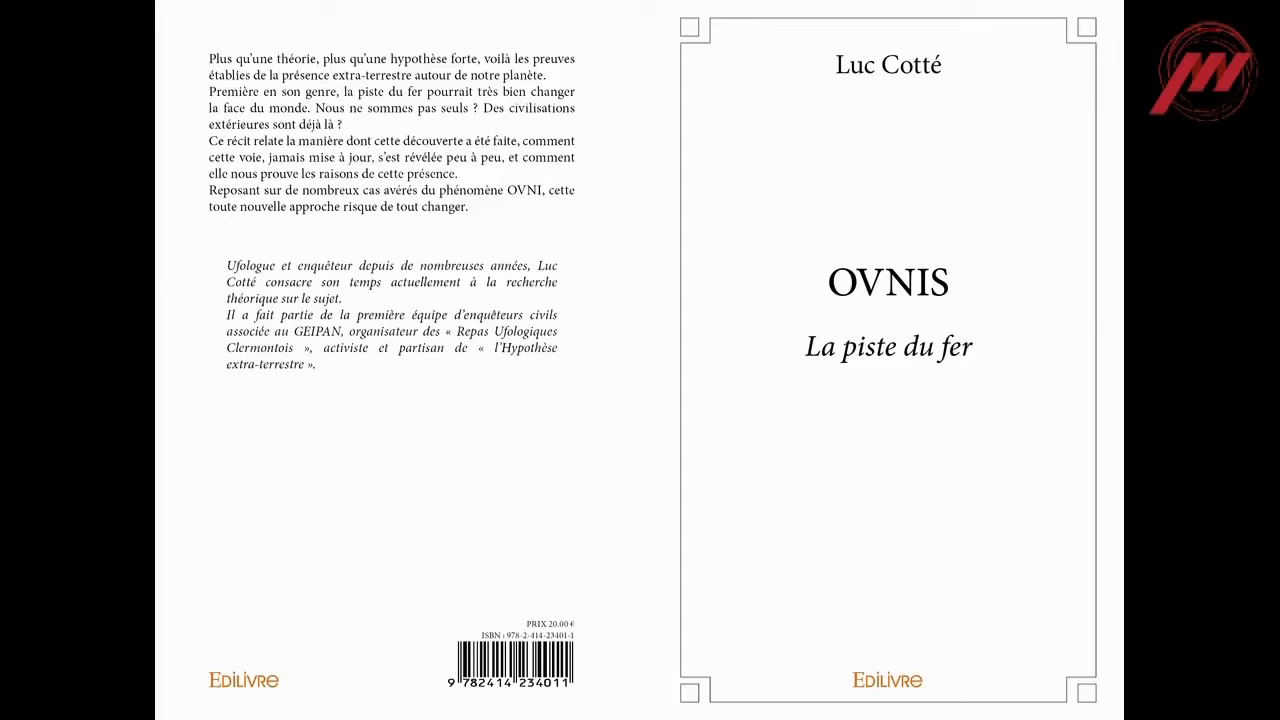 Plus qu'une théorie, plus qu'une hypothèse forte, voilà les preuves
établies de la présence extra-terrestre autour de notre planète.
Première en son genre, la piste du fer pourrait très bien changer
la face du monde. Nous ne sommes pas seuls ? Des civilisations
extérieures sont déjà là ?
Ce récit relate la manière dont cette découverte a été faite, comment
cette voie, jamais mise à jour, s'est révélée peu à peu, et comment
elle nous prouve les raisons de cette présence.
Reposant sur de nombreux cas avérés du phénomène OVNI, cette
toute nouvelle approche risque de tout changer.
Ufologue et enquêteur depuis de nombreuses années, Luc
Cotté consacre son temps actuellement à la recherche
théorique sur le sujet.
Il a fait partie de la première équipe d'enquêteurs civils
associée au GEIPAN, organisateur des « Repas Ufologiques
Clermontois », activiste et partisan de « l'Hypothèse
extra-terrestre ».
PRIX 20.00 €
ISBN : 978-2-414-23401-1
9 782414 234011
EDILIVRE
Luc Cotté
OVNIS
La piste du fer
EDILIVRE